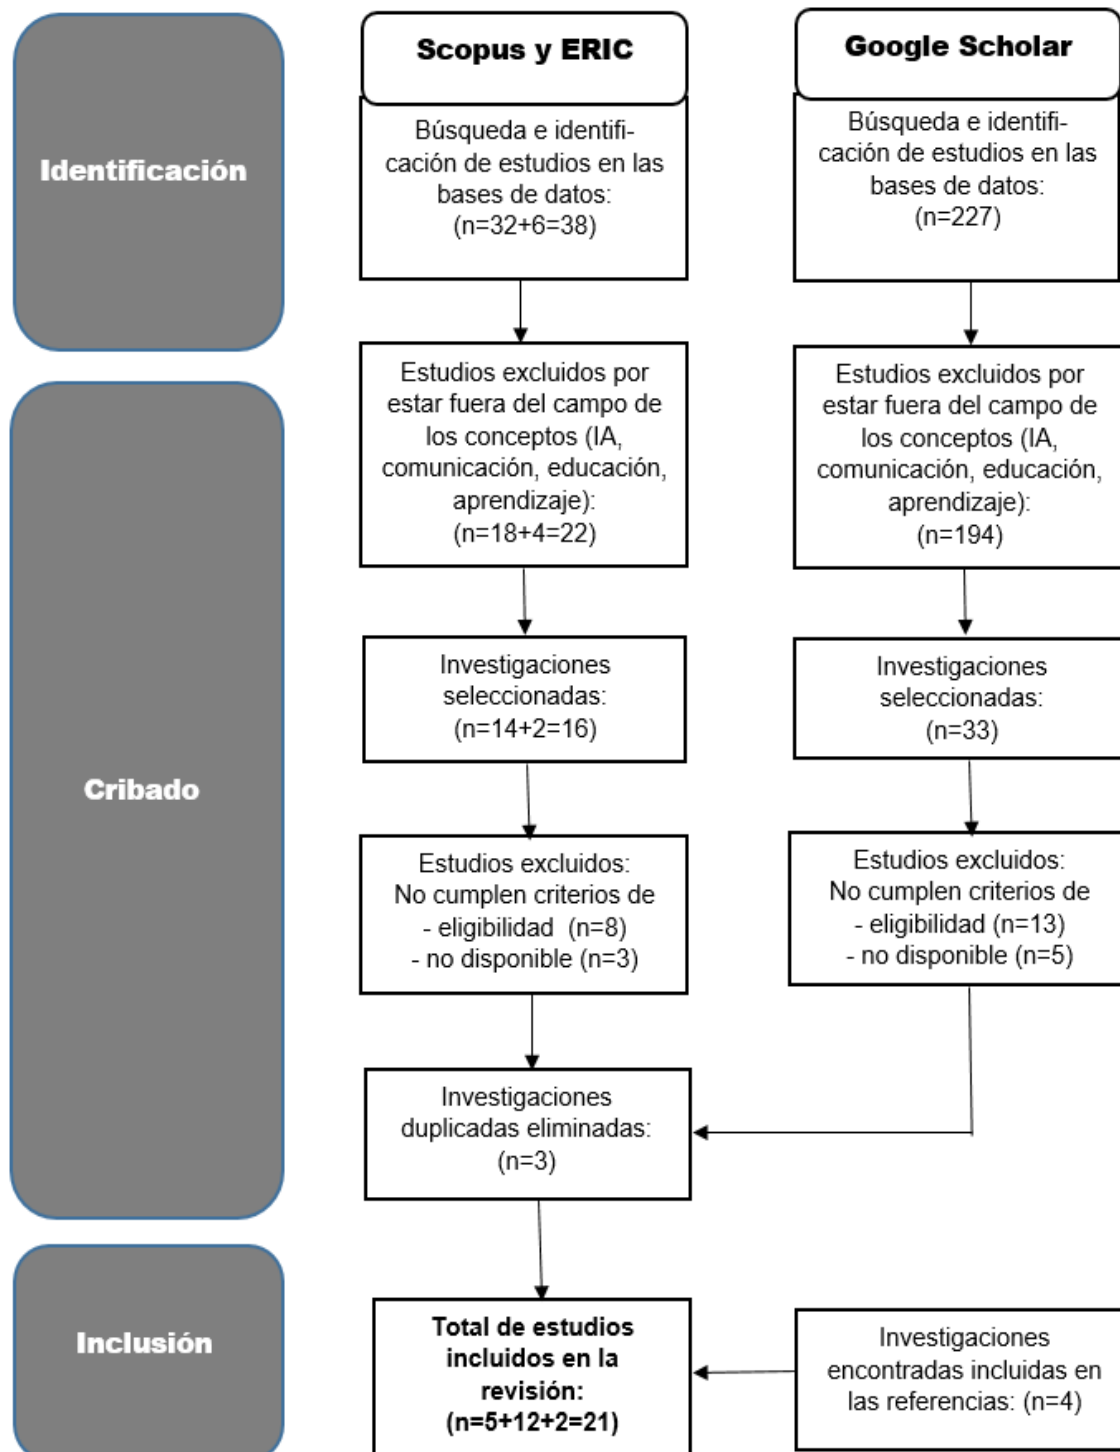 Identificación
Scopus y ERIC
Búsqueda e identifi-
cación de estudios en las
bases de datos:
(n=32+6=38)
Google Scholar
Búsqueda e identifi-
cación de estudios en las
bases de datos:
(n=227)
Cribado
Estudios excluidos por
estar fuera del campo de
los conceptos (IA,
comunicación, educación,
aprendizaje):
(n=18+4=22)
Estudios excluidos por
estar fuera del campo de
los conceptos (IA,
comunicación, educación,
aprendizaje):
(n=194)
Investigaciones
seleccionadas:
(n=14+2=16)
Investigaciones
seleccionadas:
(n=33)
Estudios excluidos:
No cumplen criterios de
- eligibilidad (n=8)
- no disponible (n=3)
Estudios excluidos:
No cumplen criterios de
- eligibilidad (n=13)
- no disponible (n=5)
Investigaciones
duplicadas eliminadas:
(n=3)
Inclusión
Total de estudios
incluidos en la
revisión:
(n=5+12+2=21)
Investigaciones
encontradas incluidas en
las referencias: (n=4)